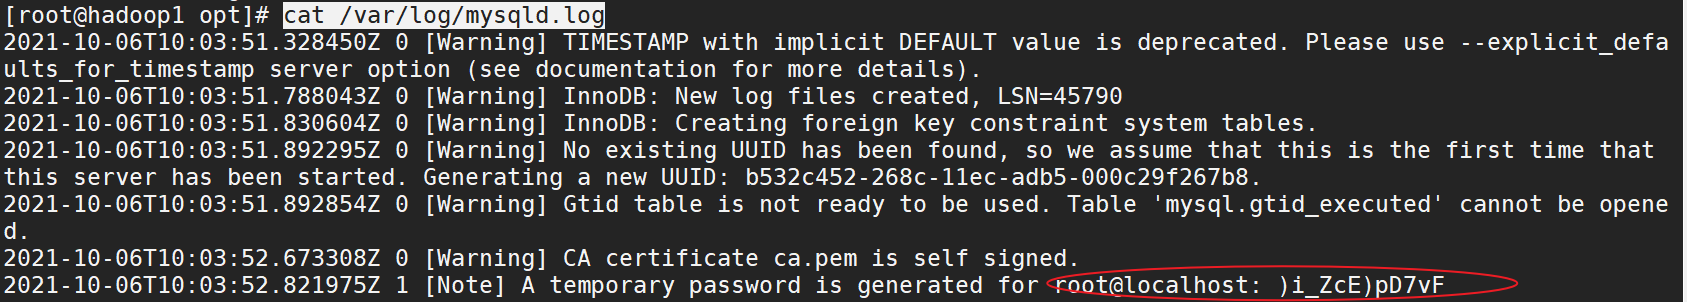 [root@hadoop1 opt]# cat /var/log/mysqld.log
2021-10-06T10:03:51.328450Z 0 [Warning] TIMESTAMP with implicit DEFAULT value is deprecated. Please use --explicit_defa
ults_for_timestamp server option (see documentation for more details).
2021-10-06T10:03:51.788043Z 0 [Warning] InnoDB: New log files created, LSN=45790
2021-10-06T10:03:51.830604Z 0 [Warning] InnoDB: Creating foreign key constraint system tables.
2021-10-06T10:03:51.892295Z 0 [Warning] No existing UUID has been found, so we assume that this is the first time that
this server has been started. Generating a new UUID: b532c452-268c-11ec-adb5-000c29f267b8.
2021-10-06T10:03:51.892854Z 0 [Warning] Gtid table is not ready to be used. Table 'mysql.gtid_executed' cannot be opene
d.
2021-10-06T10:03:52.673308Z 0 [Warning] CA certificate ca.pem is self signed.
2021-10-06T10:03:52.821975Z 1 [Note] A temporary password is generated for root@localhost: )i_ZcE)pD7vF